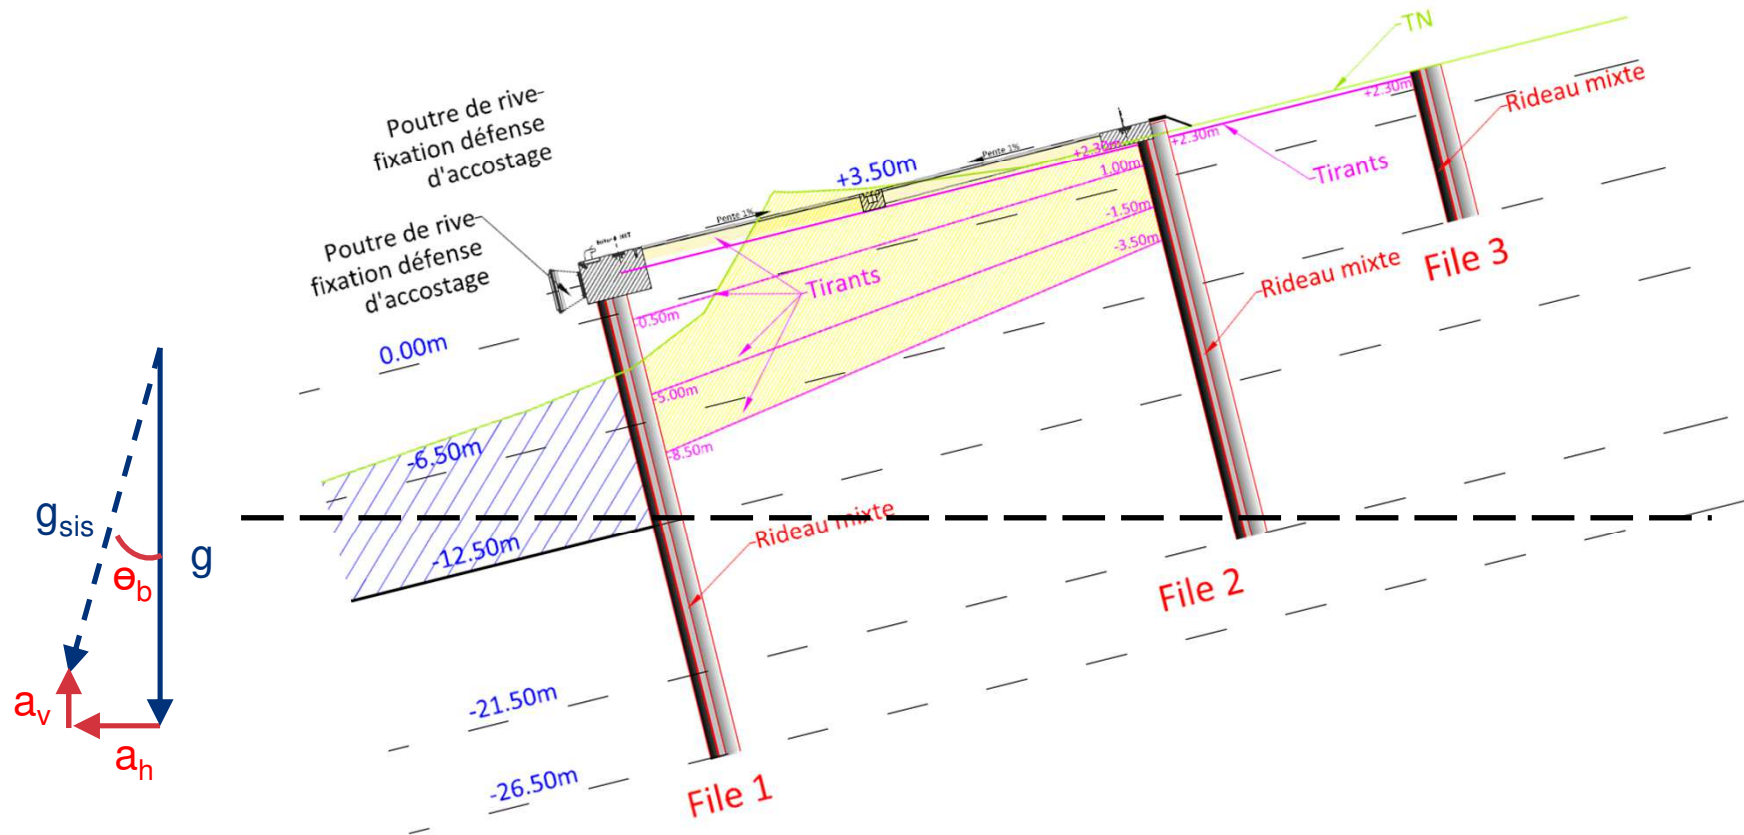 TN
Rideau mixte
+2.30m
Poutre de rive-
fixation défense
d'accostage
Pente 1%
+2.30m
+2.30m
Tirants
+3.50m
1.00m
Pente 1%
-1.50m
Poutre de rive
fixation défense
d'accostage
-3.50m
File 3
Rideau mixte
Tirants
-0.50m
0.00m
-5.00m
-6.50m
-8.50m
gsis
g
Rideau mixte
-12.50m
ɵb
File 2
av
ah
-21.50m
-26.50m
File 1